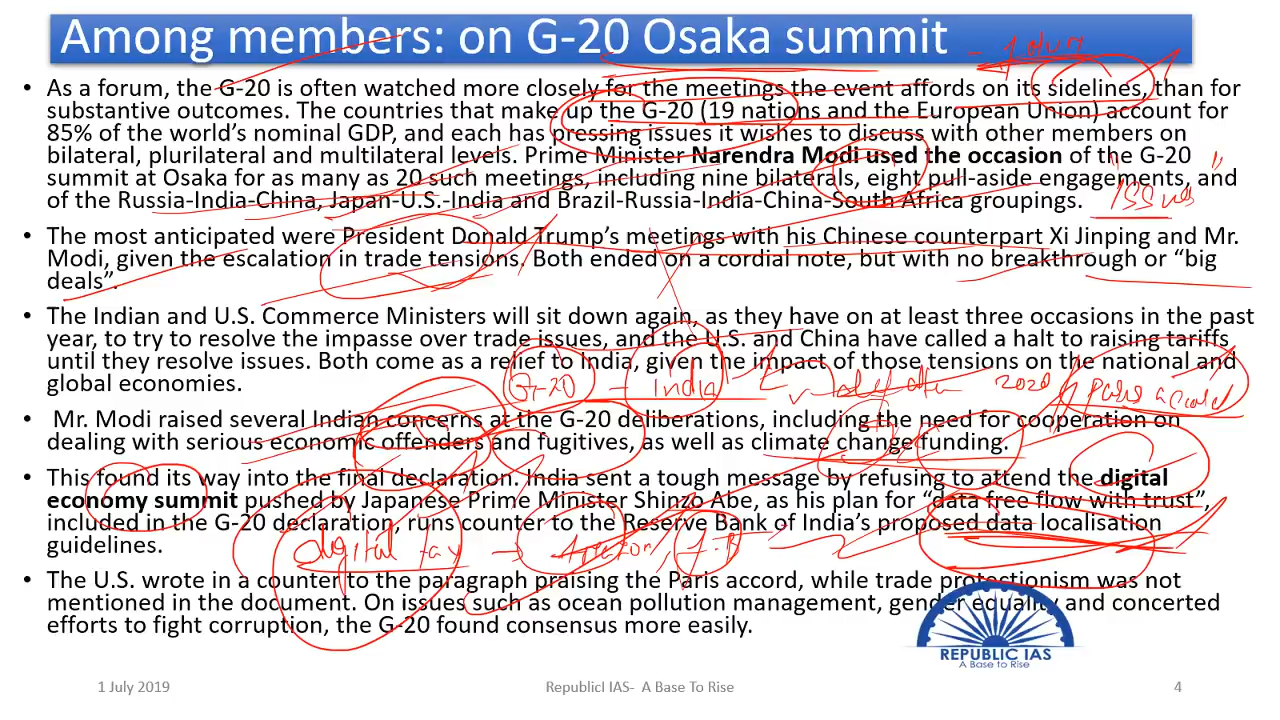 Among members: on G-20 Osaka summit
• As a forum, the G-20 is often watched more closely for the meetings the event affords on its sidelines, than for
substantive outcomes. The countries that make up the G-20 (19 nations and the European Union) account for
85% of the world's nominal GDP, and each has pressing issues it wishes to discuss with other members on
bilateral, plurilateral and multilateral levels. Prime Minister Narendra Modi used the occasion of the G-20
summit at Osaka for as many as 20 such meetings, including nine bilaterals, eight pull-aside engagements, and
of the Russia-India-China, Japan-U.S.-India and Brazil-Russia-India-China-South Africa groupings.
"issues"
• The most anticipated were President Donald Trump's meetings with his Chinese counterpart Xi Jinping and Mr.
Modi, given the escalation in trade tensions. Both ended on a cordial note, but with no breakthrough or "big
deals".
• The Indian and U.S. Commerce Ministers will sit down again, as they have on at least three occasions in the past
year, to try to resolve the impasse over trade issues, and the U.S. and China have called a halt to raising tariffs
until they resolve issues. Both come as a relief to India, given the impact of those tensions on the national and
global economies.
G-20 – India 2020 Paris accord
• Mr. Modi raised several Indian concerns at the G-20 deliberations, including the need for cooperation on
dealing with serious economic offenders and fugitives, as well as climate change funding.
• This found its way into the final declaration. India sent a tough message by refusing to attend the digital
economy summit pushed by Japanese Prime Minister Shinzo Abe, as his plan for "data free flow with trust",
included in the G-20 declaration, runs counter to the Reserve Bank of India's proposed data localisation
guidelines.
digital tax → Amazon, F.B
• The U.S. wrote in a counter to the paragraph praising the Paris accord, while trade protectionism was not
mentioned in the document. On issues such as ocean pollution management, gender equality and concerted
efforts to fight corruption, the G-20 found consensus more easily.
REPUBLIC IAS
A Base to Rise
1 July 2019 RepublicI IAS- A Base To Rise 4